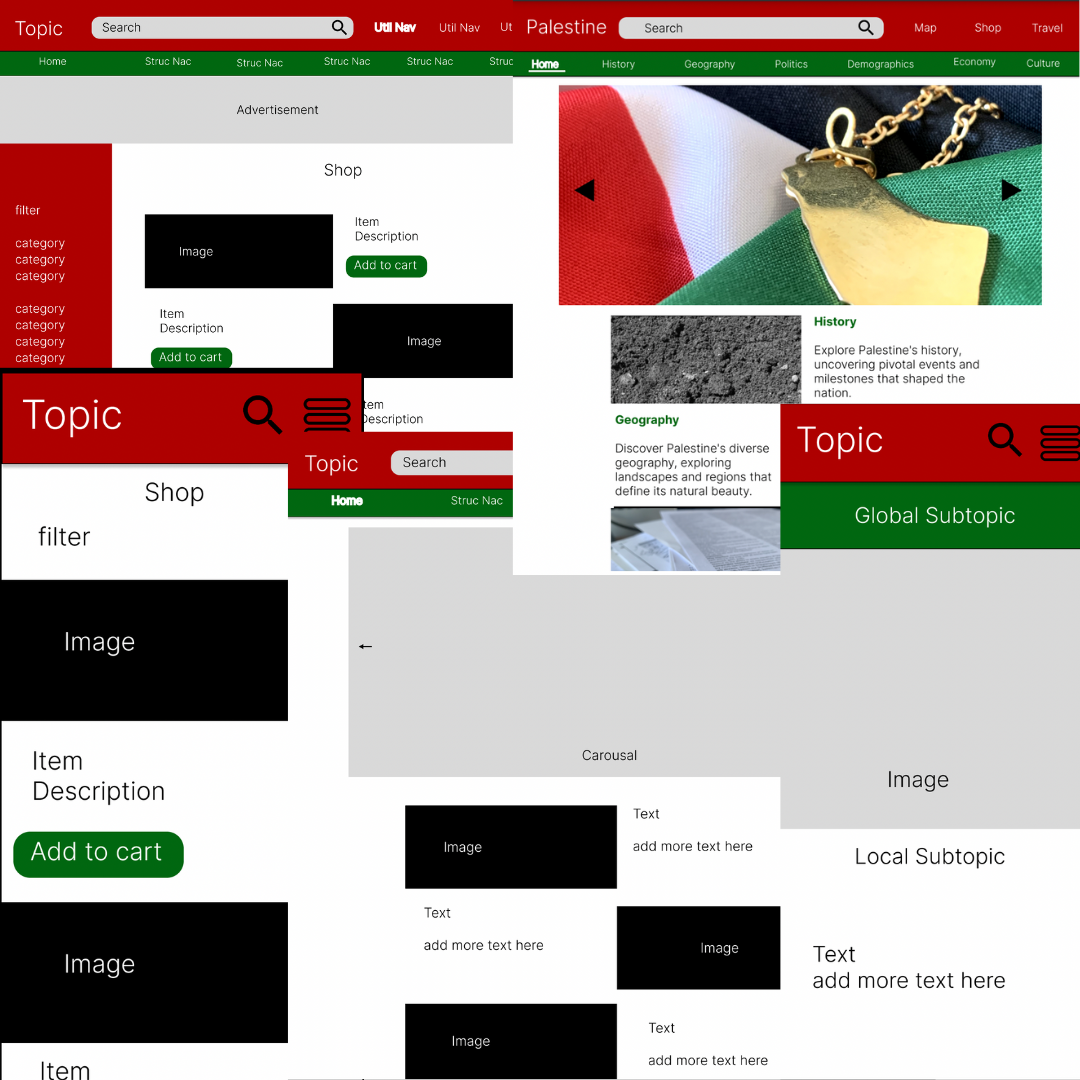 Topic
Search
Util Nav
Util Nav
Ut
Home
Struc Nac
Struc Nac
Struc Nac
Struc Nac
Struc
Advertisement
Shop
filter
category
category
category
category
category
category
category
Image
Item
Description
Add to cart
Item
Description
Add to cart
Image
tem
Description
Palestine
Search
Map
Shop
Travel
Home
History
Geography
Politics
Demographics
Economy
Culture
History
Explore Palestine's history,
uncovering pivotal events and
milestones that shaped the
nation.
Geography
Discover Palestine's diverse
geography, exploring
landscapes and regions that
define its natural beauty.
Topic
Shop
filter
Image
Item
Description
Add to cart
Image
Item
Topic
Search
Home
Struc Nac
Carousal
Image
Text
add more text here
Text
add more text here
Image
Image
Text
add more text here
Topic
Global Subtopic
Image
Local Subtopic
Text
add more text here